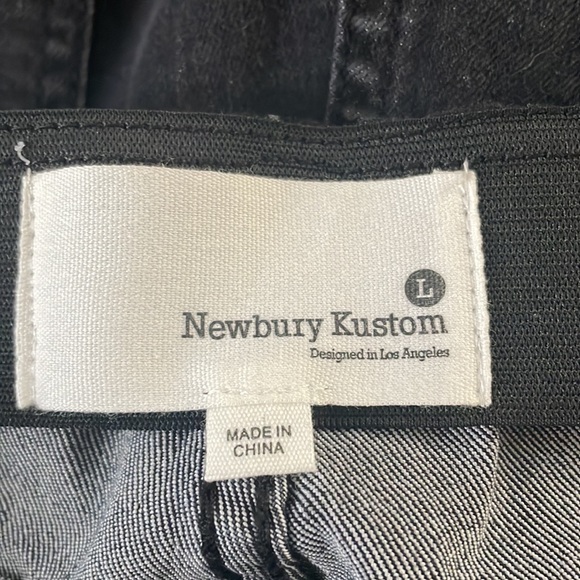 L
Newbury Kustom
Designed in Los Angeles
MADE IN
CHINA